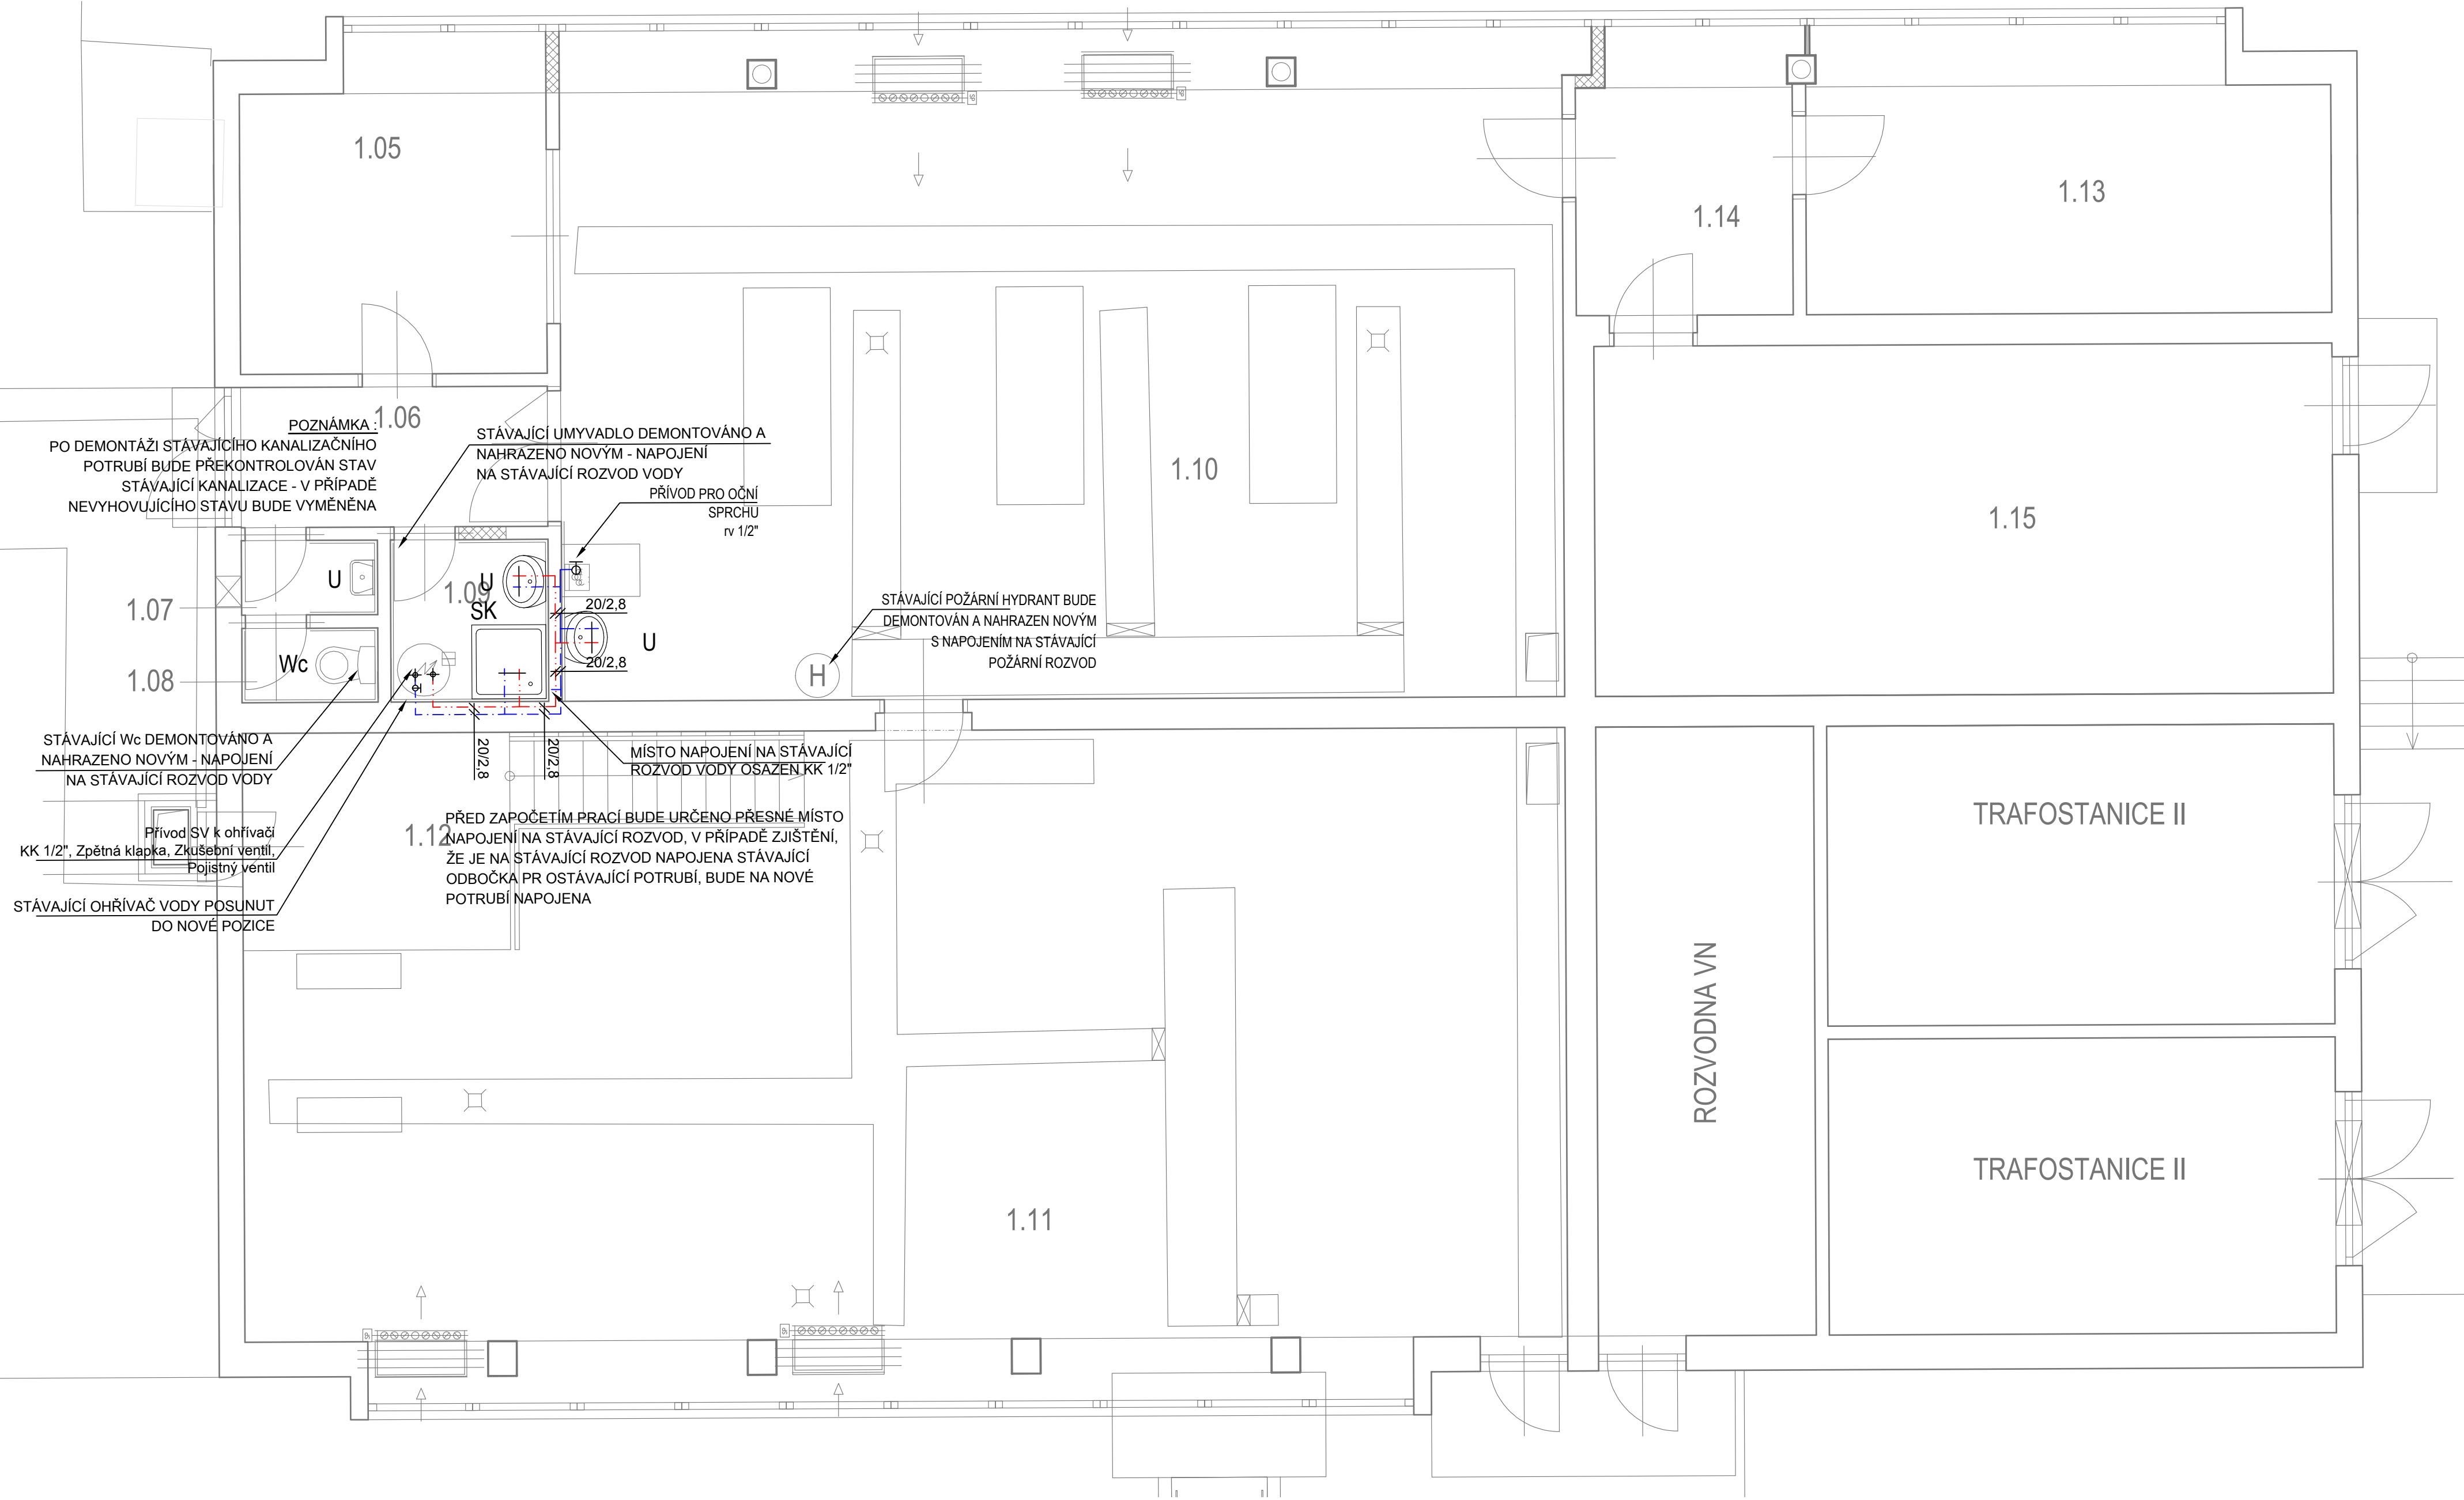 1.05
1.13
1.14
1.06
POZNÁMKA :
PO DEMONTÁŽI STÁVAJÍCÍHO KANALIZAČNÍHO
POTRUBÍ BUDE PŘEKONTROLOVÁN STAV
STÁVAJÍCÍ KANALIZACE - V PŘÍPADĚ
NEVYHOVUJÍCÍHO STAVU BUDE VYMĚNĚNA
STÁVAJÍCÍ UMYVADLO DEMONTOVÁNO A
NAHRAZENO NOVÝM - NAPOJENÍ
NA STÁVAJÍCÍ ROZVOD VODY
PŘÍVOD PRO OČNÍ
SPRCHU
rv 1/2"
1.10
1.15
U
1.07
1.09
U
SK
20/2,8
U
20/2,8
Wc
1.08
STÁVAJÍCÍ POŽÁRNÍ HYDRANT BUDE
DEMONTOVÁN A NAHRAZEN NOVÝM
S NAPOJENÍM NA STÁVAJÍCÍ
POŽÁRNÍ ROZVOD
H
STÁVAJÍCÍ Wc DEMONTOVÁNO A
NAHRAZENO NOVÝM - NAPOJENÍ
NA STÁVAJÍCÍ ROZVOD VODY
20/2,8
20/2,8
MÍSTO NAPOJENÍ NA STÁVAJÍCÍ
ROZVOD VODY OSAZEN KK 1/2"
Přívod SV k ohřívači
KK 1/2", Zpětná klapka, Zkušební ventil,
Pojistný ventil
1.12
PŘED ZAPOČETÍM PRACÍ BUDE URČENO PŘESNÉ MÍSTO
NAPOJENÍ NA STÁVAJÍCÍ ROZVOD, V PŘÍPADĚ ZJIŠTĚNÍ,
ŽE JE NA STÁVAJÍCÍ ROZVOD NAPOJENA STÁVAJÍCÍ
ODBOČKA PR OSTÁVAJÍCÍ POTRUBÍ, BUDE NA NOVÉ
POTRUBÍ NAPOJENA
STÁVAJÍCÍ OHŘÍVAČ VODY POSUNUT
DO NOVÉ POZICE
TRAFOSTANICE II
ROZVODNA VN
TRAFOSTANICE II
1.11